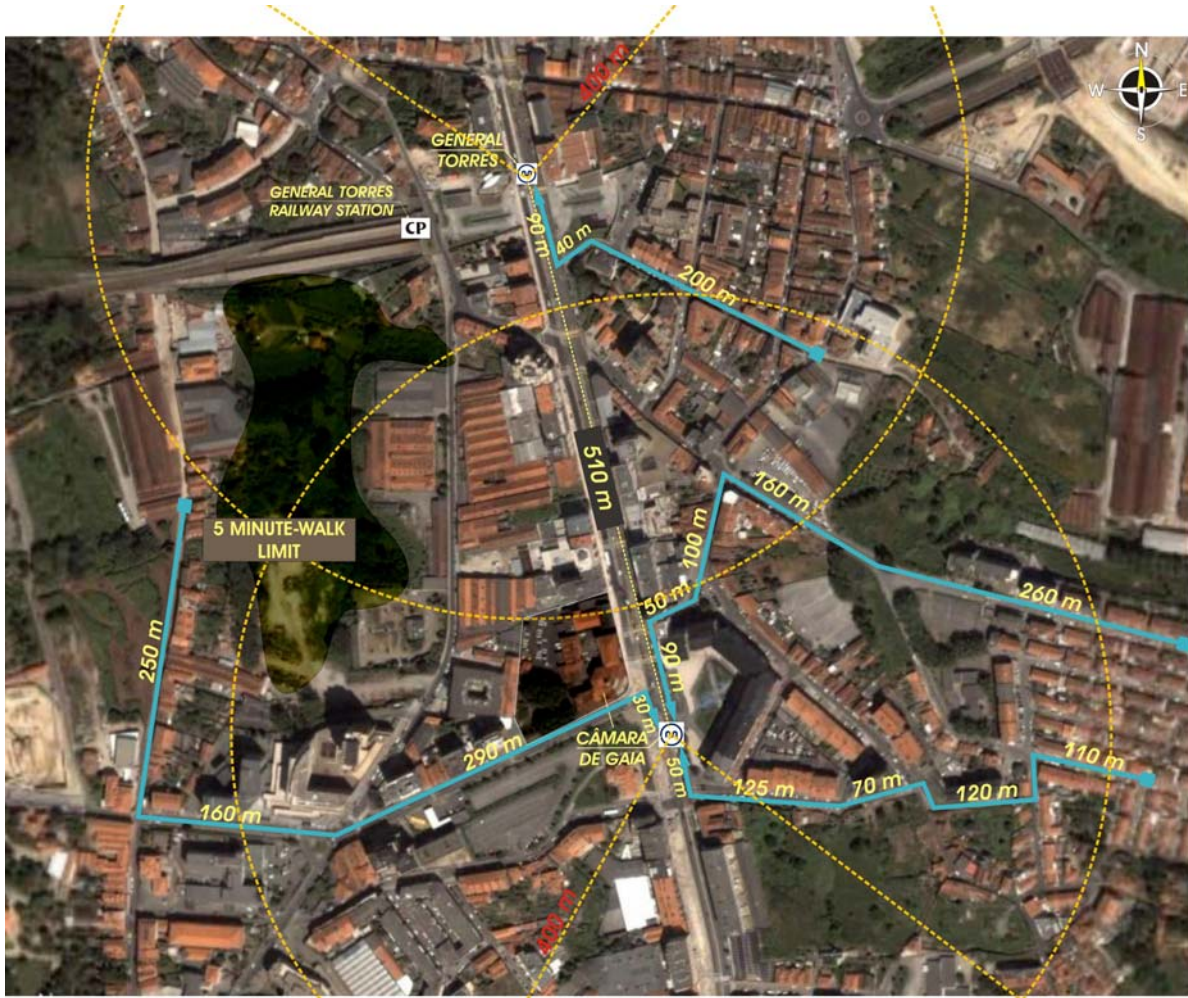 400 m
N
W
E
S
GENERAL
TORRES
GENERAL TORRES
RAILWAY STATION
CP
90 m
40 m
200 m
510 m
160 m
5 MINUTE-WALK
LIMIT
100 m
50 m
260 m
250 m
90 m
30 m
CÂMARA
DE GAIA
290 m
50 m
110 m
125 m
70 m
120 m
160 m
400 m